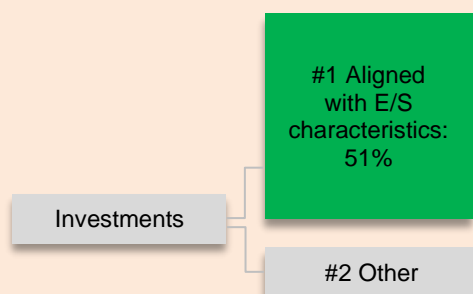 #1 Aligned
with E/S
characteristics:
51%
Investments
#2 Other